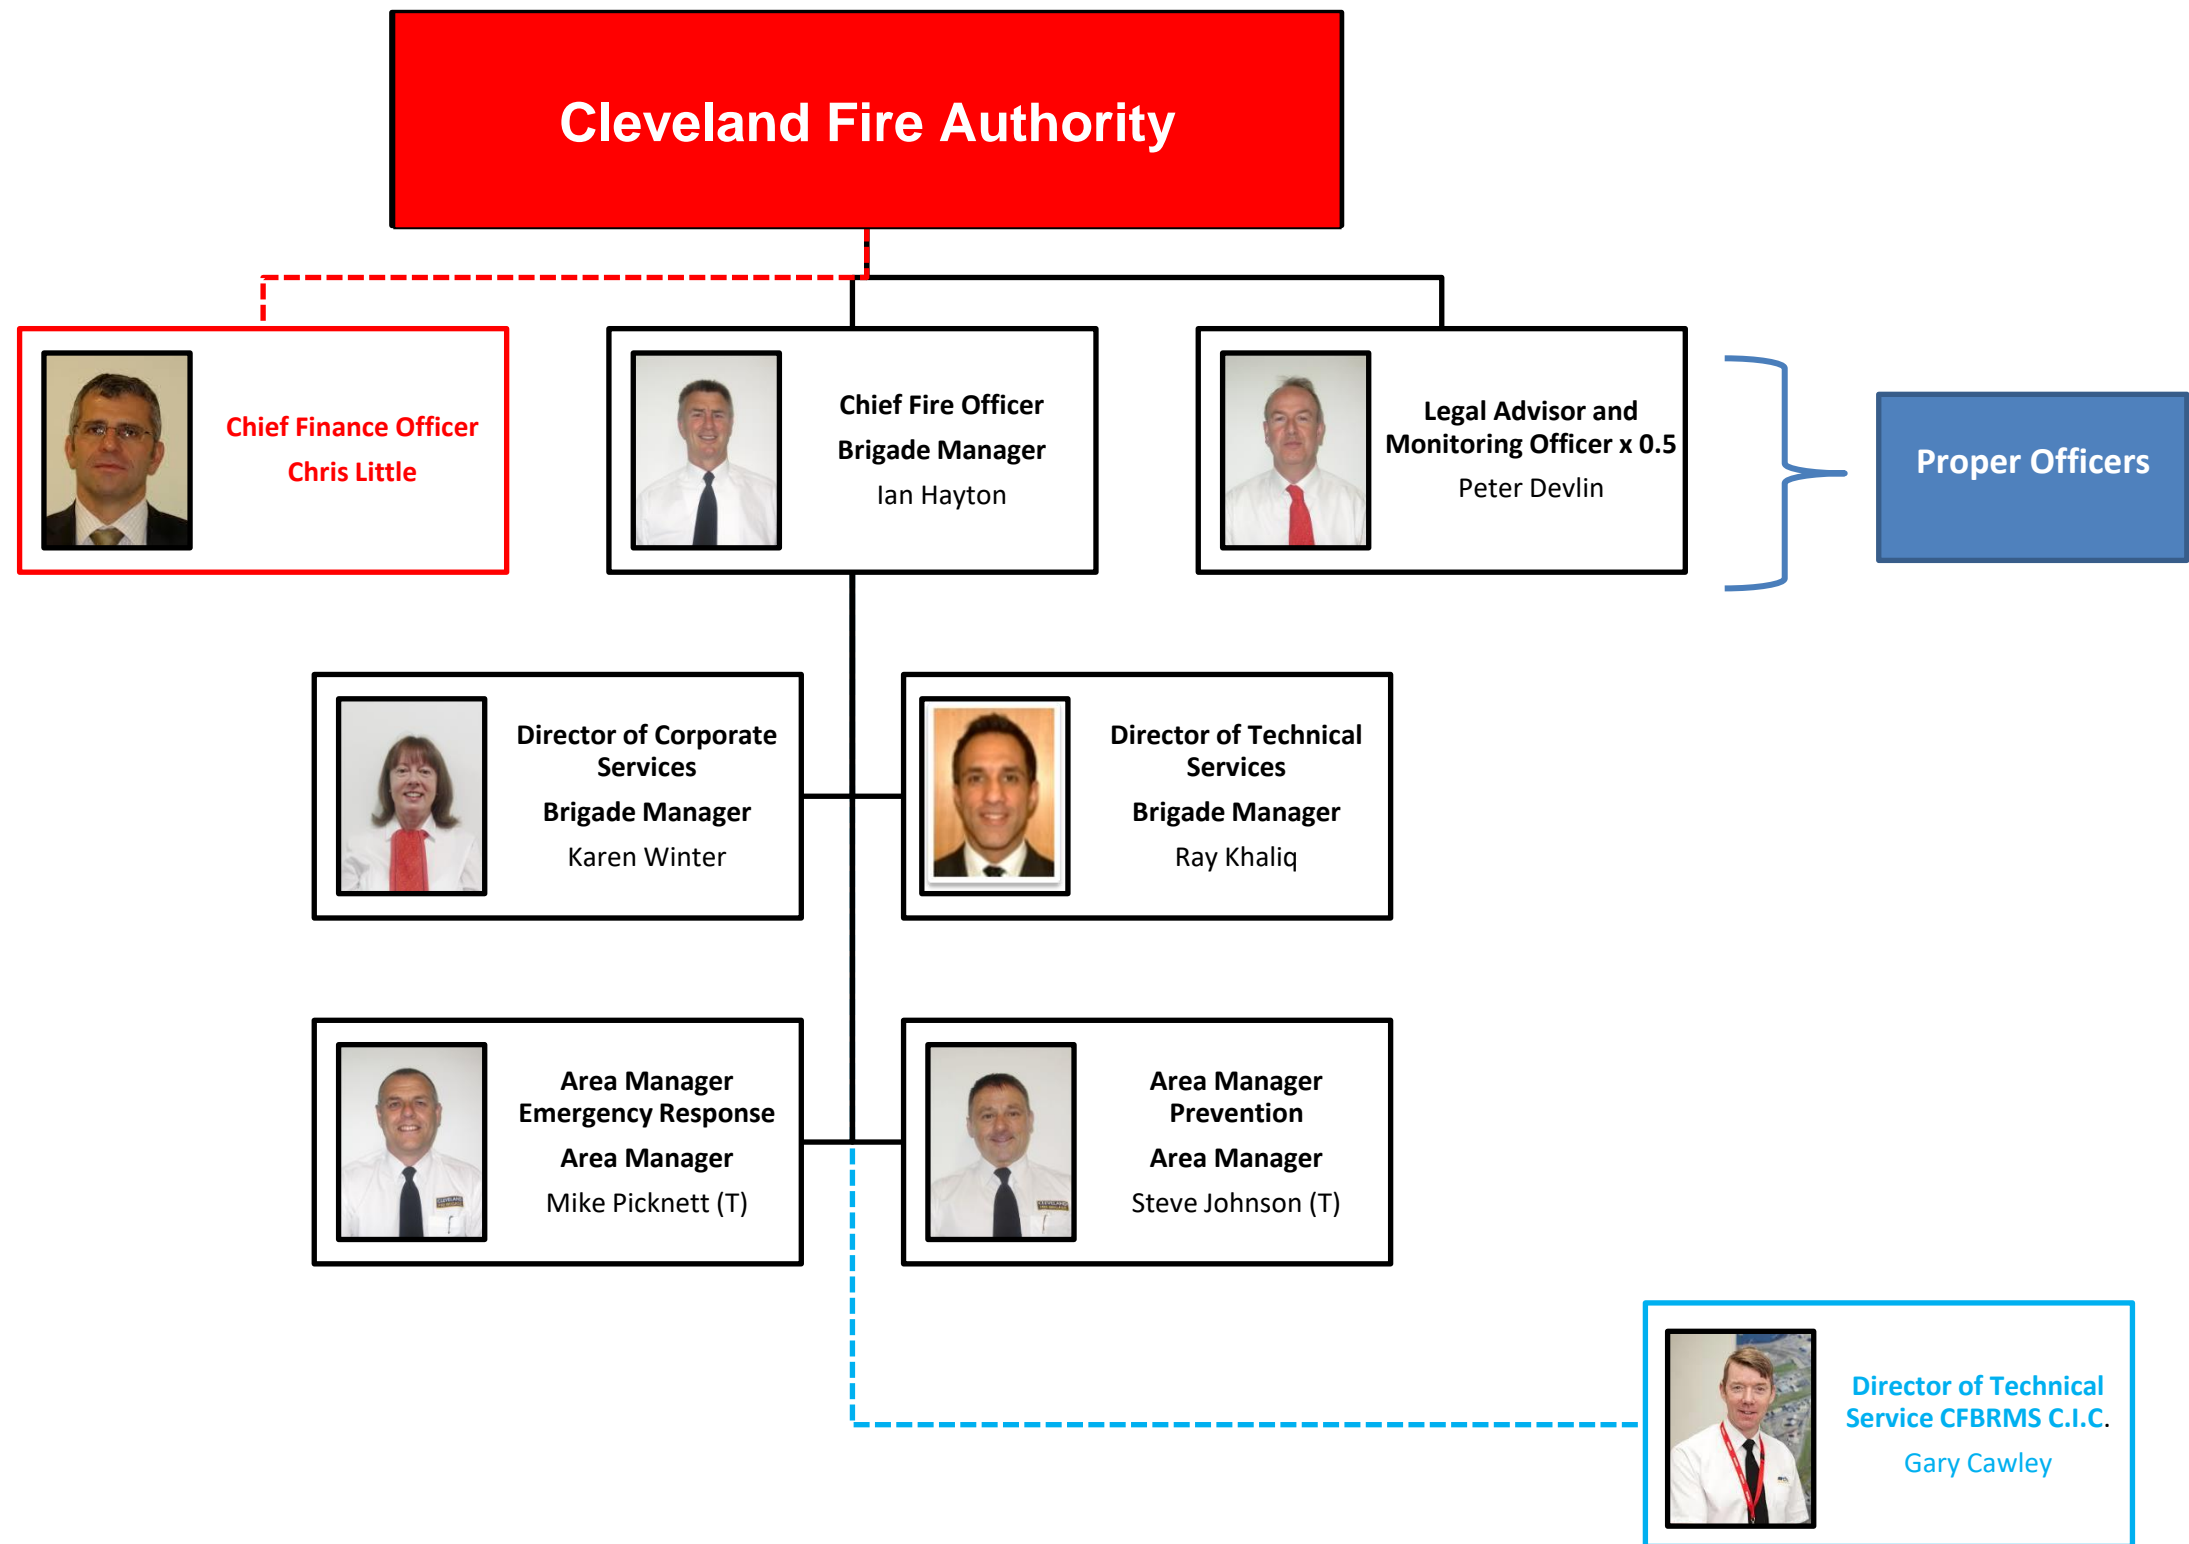 Cleveland Fire Authority
Chief Finance Officer
Chris Little
Chief Fire Officer
Brigade Manager
Ian Hayton
Legal Advisor and
Monitoring Officer x 0.5
Peter Devlin
Proper Officers
Director of Corporate
Services
Brigade Manager
Karen Winter
Director of Technical
Services
Brigade Manager
Ray Khaliq
Area Manager
Emergency Response
Area Manager
Mike Picknett (T)
Area Manager
Prevention
Area Manager
Steve Johnson (T)
Director of Technical
Service CFBRMS C.I.C.
Gary Cawley